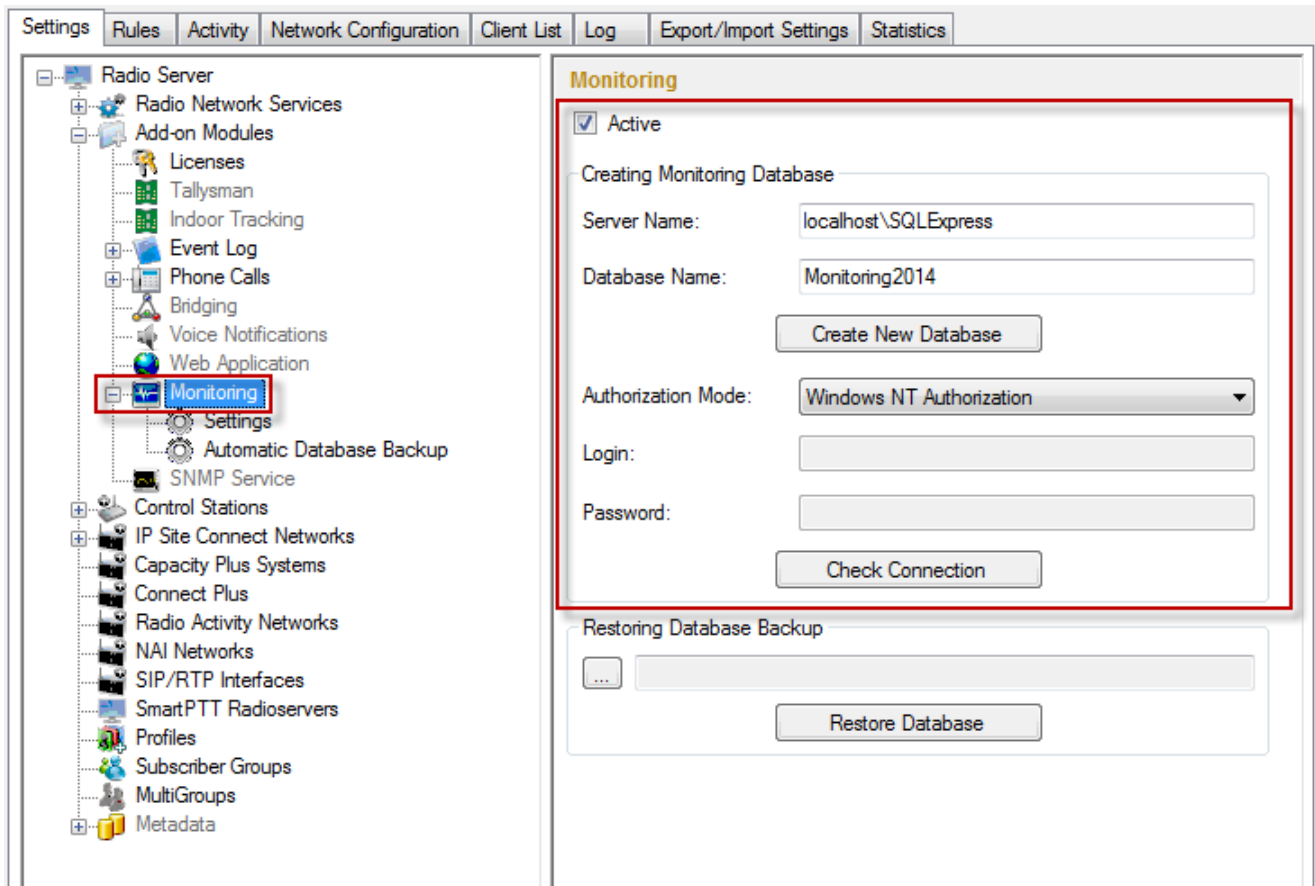 Settings Rules Activity Network Configuration Client List Log Export/Import Settings Statistics
Radio Server
Radio Network Services
Add-on Modules
Licenses
Tallysman
Indoor Tracking
Event Log
Phone Calls
Bridging
Voice Notifications
Web Application
Monitoring
Settings
Automatic Database Backup
SNMP Service
Control Stations
IP Site Connect Networks
Capacity Plus Systems
Connect Plus
Radio Activity Networks
NAI Networks
SIP/RTP Interfaces
SmartPTT Radioservers
Profiles
Subscriber Groups
MultiGroups
Metadata
Monitoring
Active
Creating Monitoring Database
Server Name: localhost\SQLExpress
Database Name: Monitoring2014
Create New Database
Authorization Mode: Windows NT Authorization
Login:
Password:
Check Connection
Restoring Database Backup
...
Restore Database